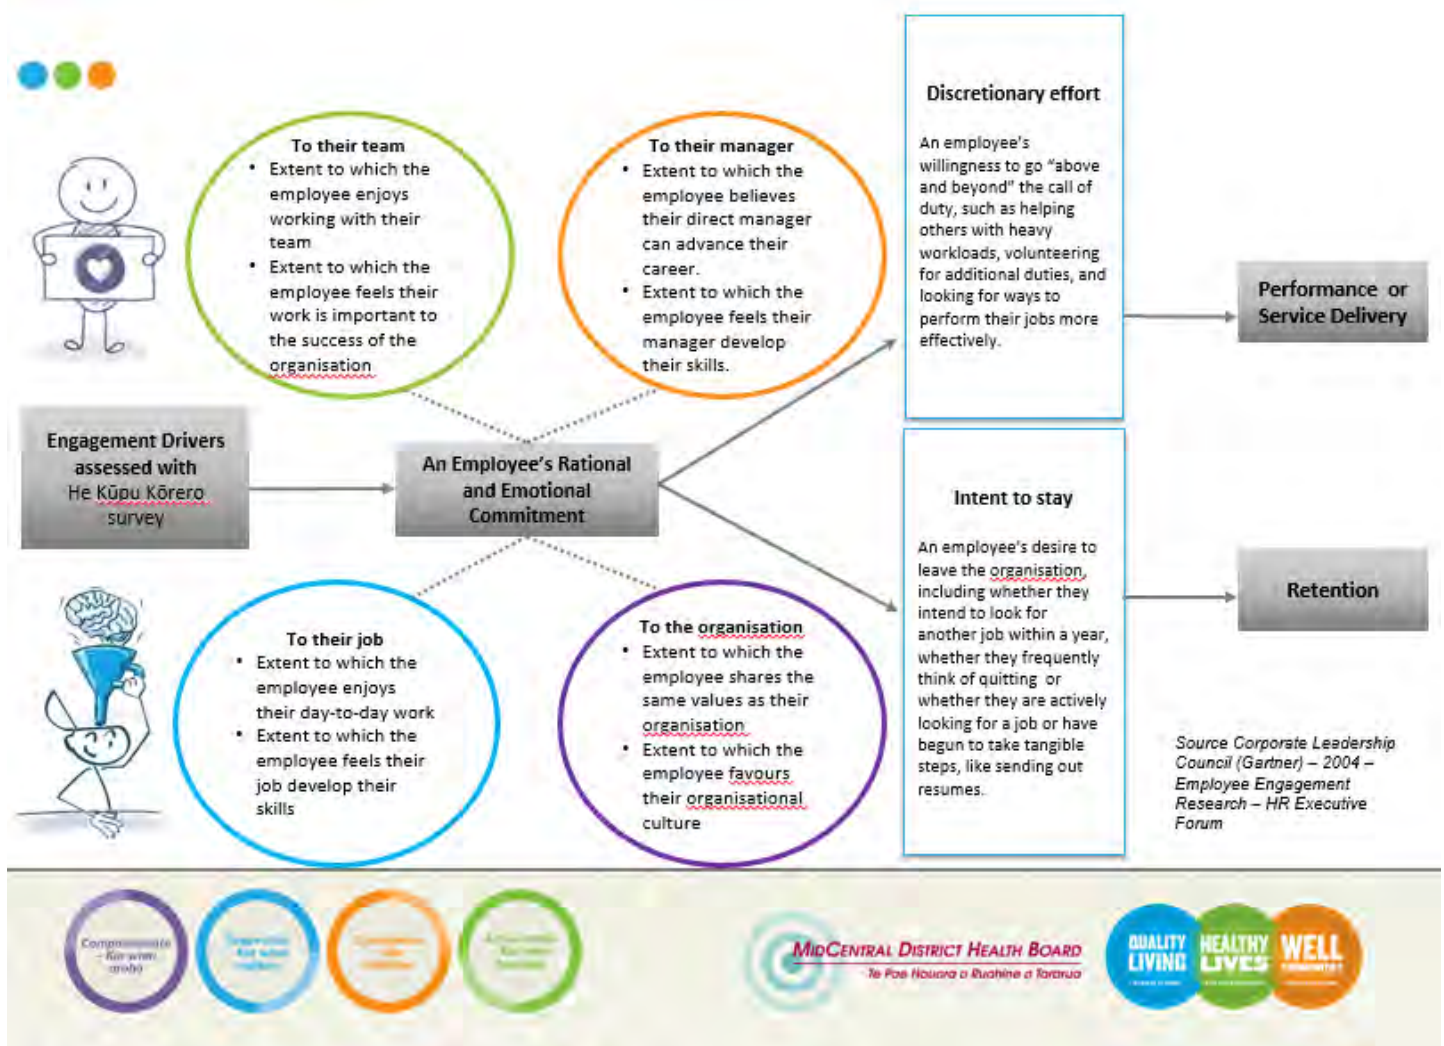 To their team
• Extent to which the
employee enjoys
working with their
team
• Extent to which the
employee feels their
work is important to
the success of the
organisation
To their manager
• Extent to which the
employee believes
their direct manager
can advance their
career.
• Extent to which the
employee feels their
manager develop
their skills.
Discretionary effort
An employee's
willingness to go "above
and beyond" the call of
duty, such as helping
others with heavy
workloads, volunteering
for additional duties, and
looking for ways to
perform their jobs more
effectively.
Performance or
Service Delivery
Engagement Drivers
assessed with
He Kūpu Kōrero
survey
An Employee's Rational
and Emotional
Commitment
To their job
• Extent to which the
employee enjoys
their day-to-day work
• Extent to which the
employee feels their
job develop their
skills
To the organisation
• Extent to which the
employee shares the
same values as their
organisation
• Extent to which the
employee favours
their organisational
culture
Intent to stay
An employee's desire to
leave the organisation,
including whether they
intend to look for
another job within a year,
whether they frequently
think of quitting or
whether they are actively
looking for a job or have
begun to take tangible
steps, like sending out
resumes.
Retention
Source Corporate Leadership
Council (Gartner) – 2004 –
Employee Engagement
Research – HR Executive
Forum
Compassionate
MIDCENTRAL DISTRICT HEALTH BOARD
Te Pae Hauora o Ruahine o Tararua
QUALITY
LIVING
HEALTHY
LIVES
WELL